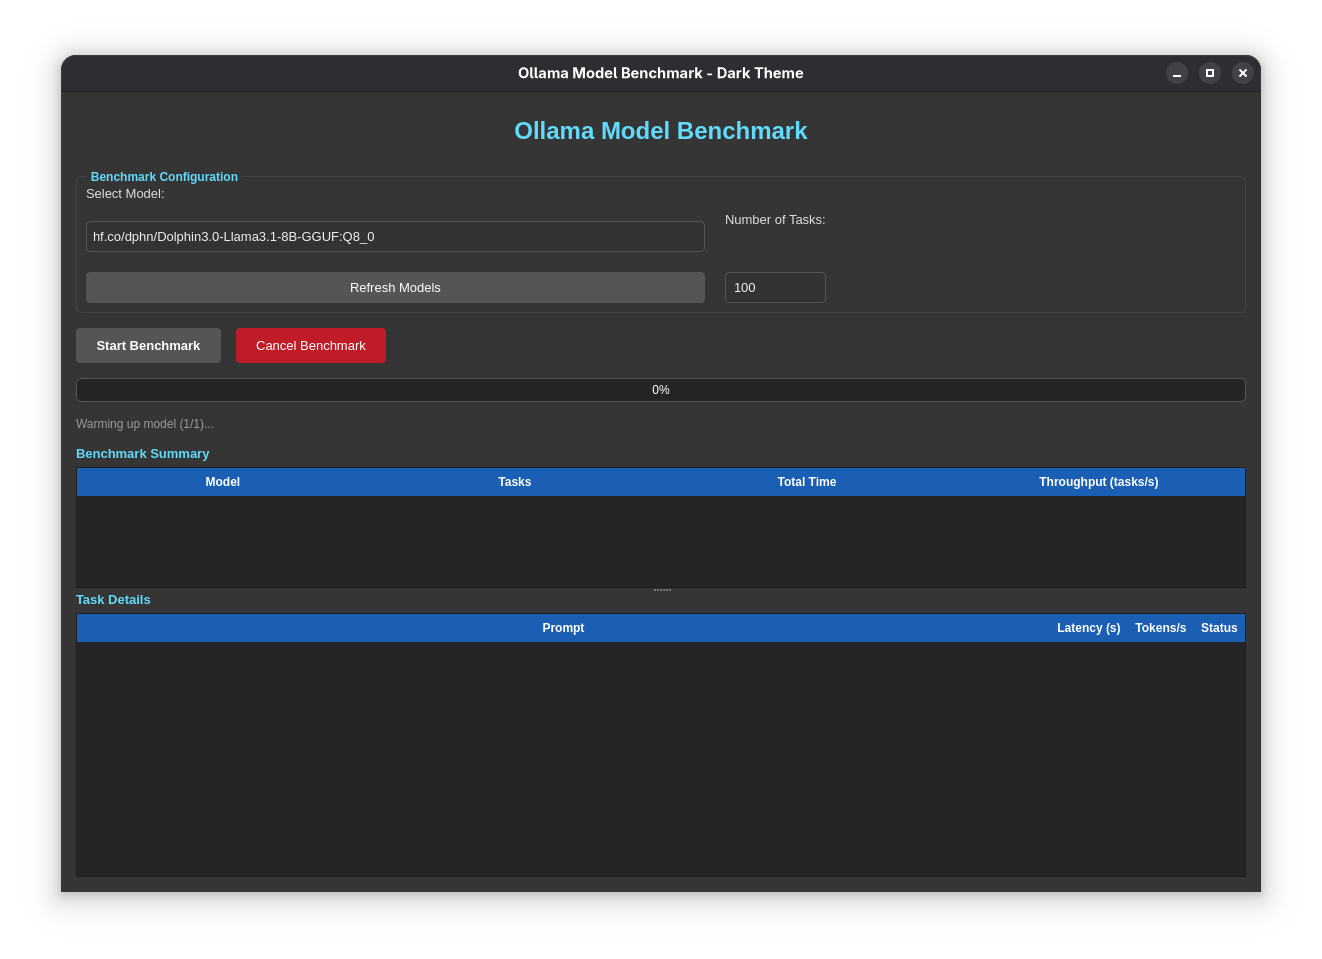 Ollama Model Benchmark - Dark Theme
Ollama Model Benchmark
Benchmark Configuration
Select Model:
Number of Tasks:
hf.co/dphn/Dolphin3.0-Llama3.1-8B-GGUF:Q8_0
Refresh Models
100
Start Benchmark
Cancel Benchmark
0%
Warming up model (1/1)...
Benchmark Summary
Model Tasks Total Time Throughput (tasks/s)
Task Details
Prompt Latency (s) Tokens/s Status